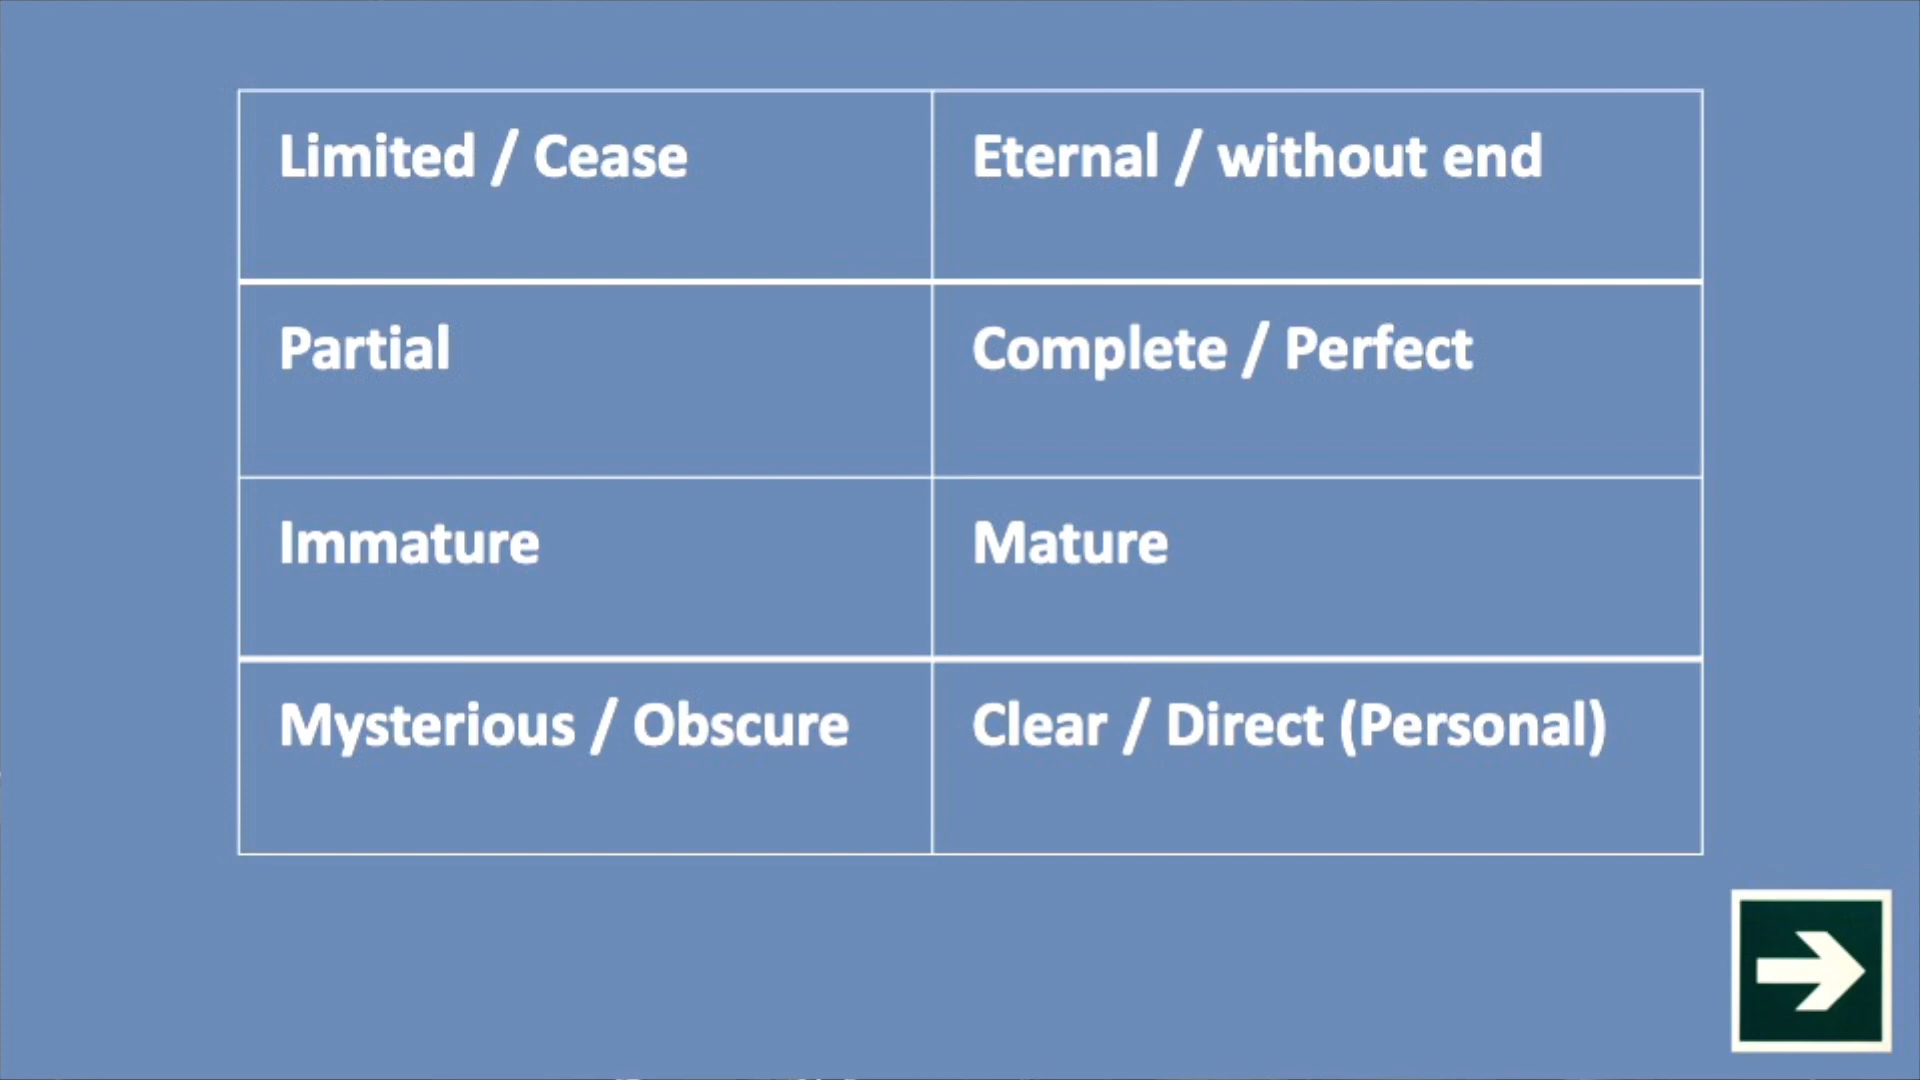 Limited / Cease
Eternal / without end
Partial
Complete / Perfect
Immature
Mature
Mysterious / Obscure
Clear / Direct (Personal)